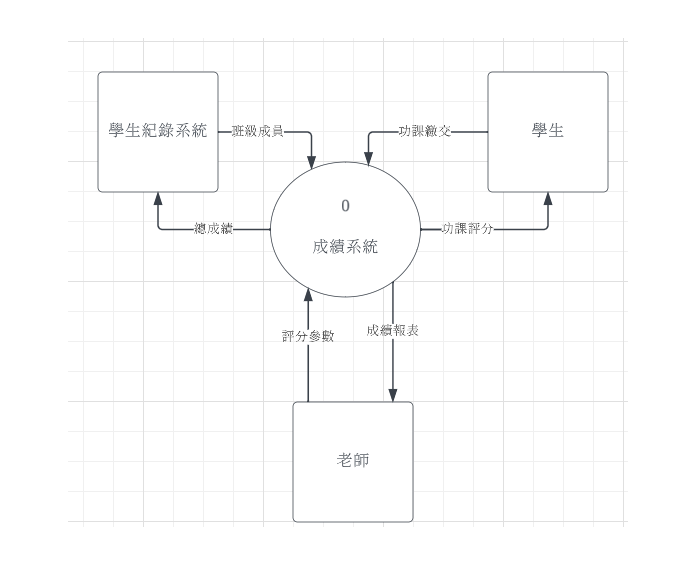 學生紀錄系統
班級成員
功課繳交
學生
0
成績系統
總成績
功課評分
評分參數
成績報表
老師